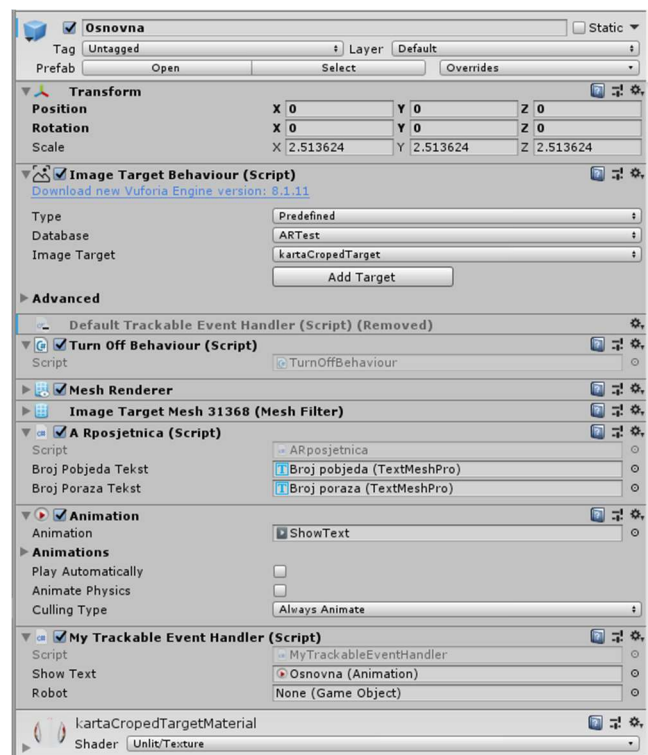 Osnovna Static
Tag Untagged Layer Default
Prefab Open Select Overrides
Transform
Position X 0 Y 0 Z 0
Rotation X 0 Y 0 Z 0
Scale X 2.513624 Y 2.513624 Z 2.513624
Image Target Behaviour (Script)
Download new Vuforia Engine version: 8.1.11
Type Predefined
Database ARTest
Image Target kartaCropedTarget
Add Target
Advanced
Default Trackable Event Handler (Script) (Removed)
Turn Off Behaviour (Script)
Script TurnOffBehaviour
Mesh Renderer
Image Target Mesh 31368 (Mesh Filter)
A Rposjetnica (Script)
Script ARposjetnica
Broj Pobjeda Tekst Broj pobjeda (TextMeshPro)
Broj Poraza Tekst Broj poraza (TextMeshPro)
Animation
Animation ShowText
Animations
Play Automatically
Animate Physics
Culling Type Always Animate
My Trackable Event Handler (Script)
Script MyTrackableEventHandler
Show Text Osnovna (Animation)
Robot None (Game Object)
kartaCropedTargetMaterial
Shader Unlit/Texture